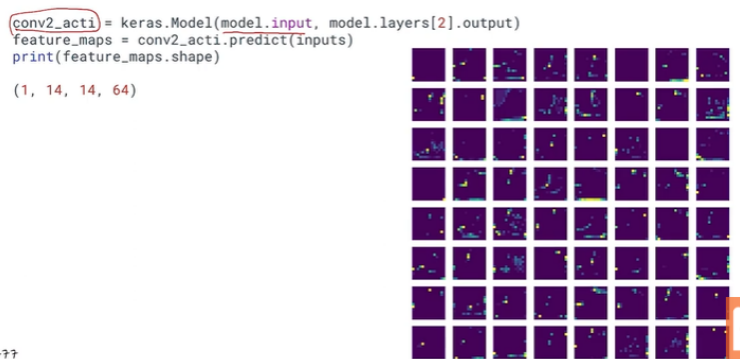 conv2_acti = keras.Model(model.input, model.layers[2].output)
feature_maps = conv2_acti.predict(inputs)
print(feature_maps.shape)
(1, 14, 14, 64)